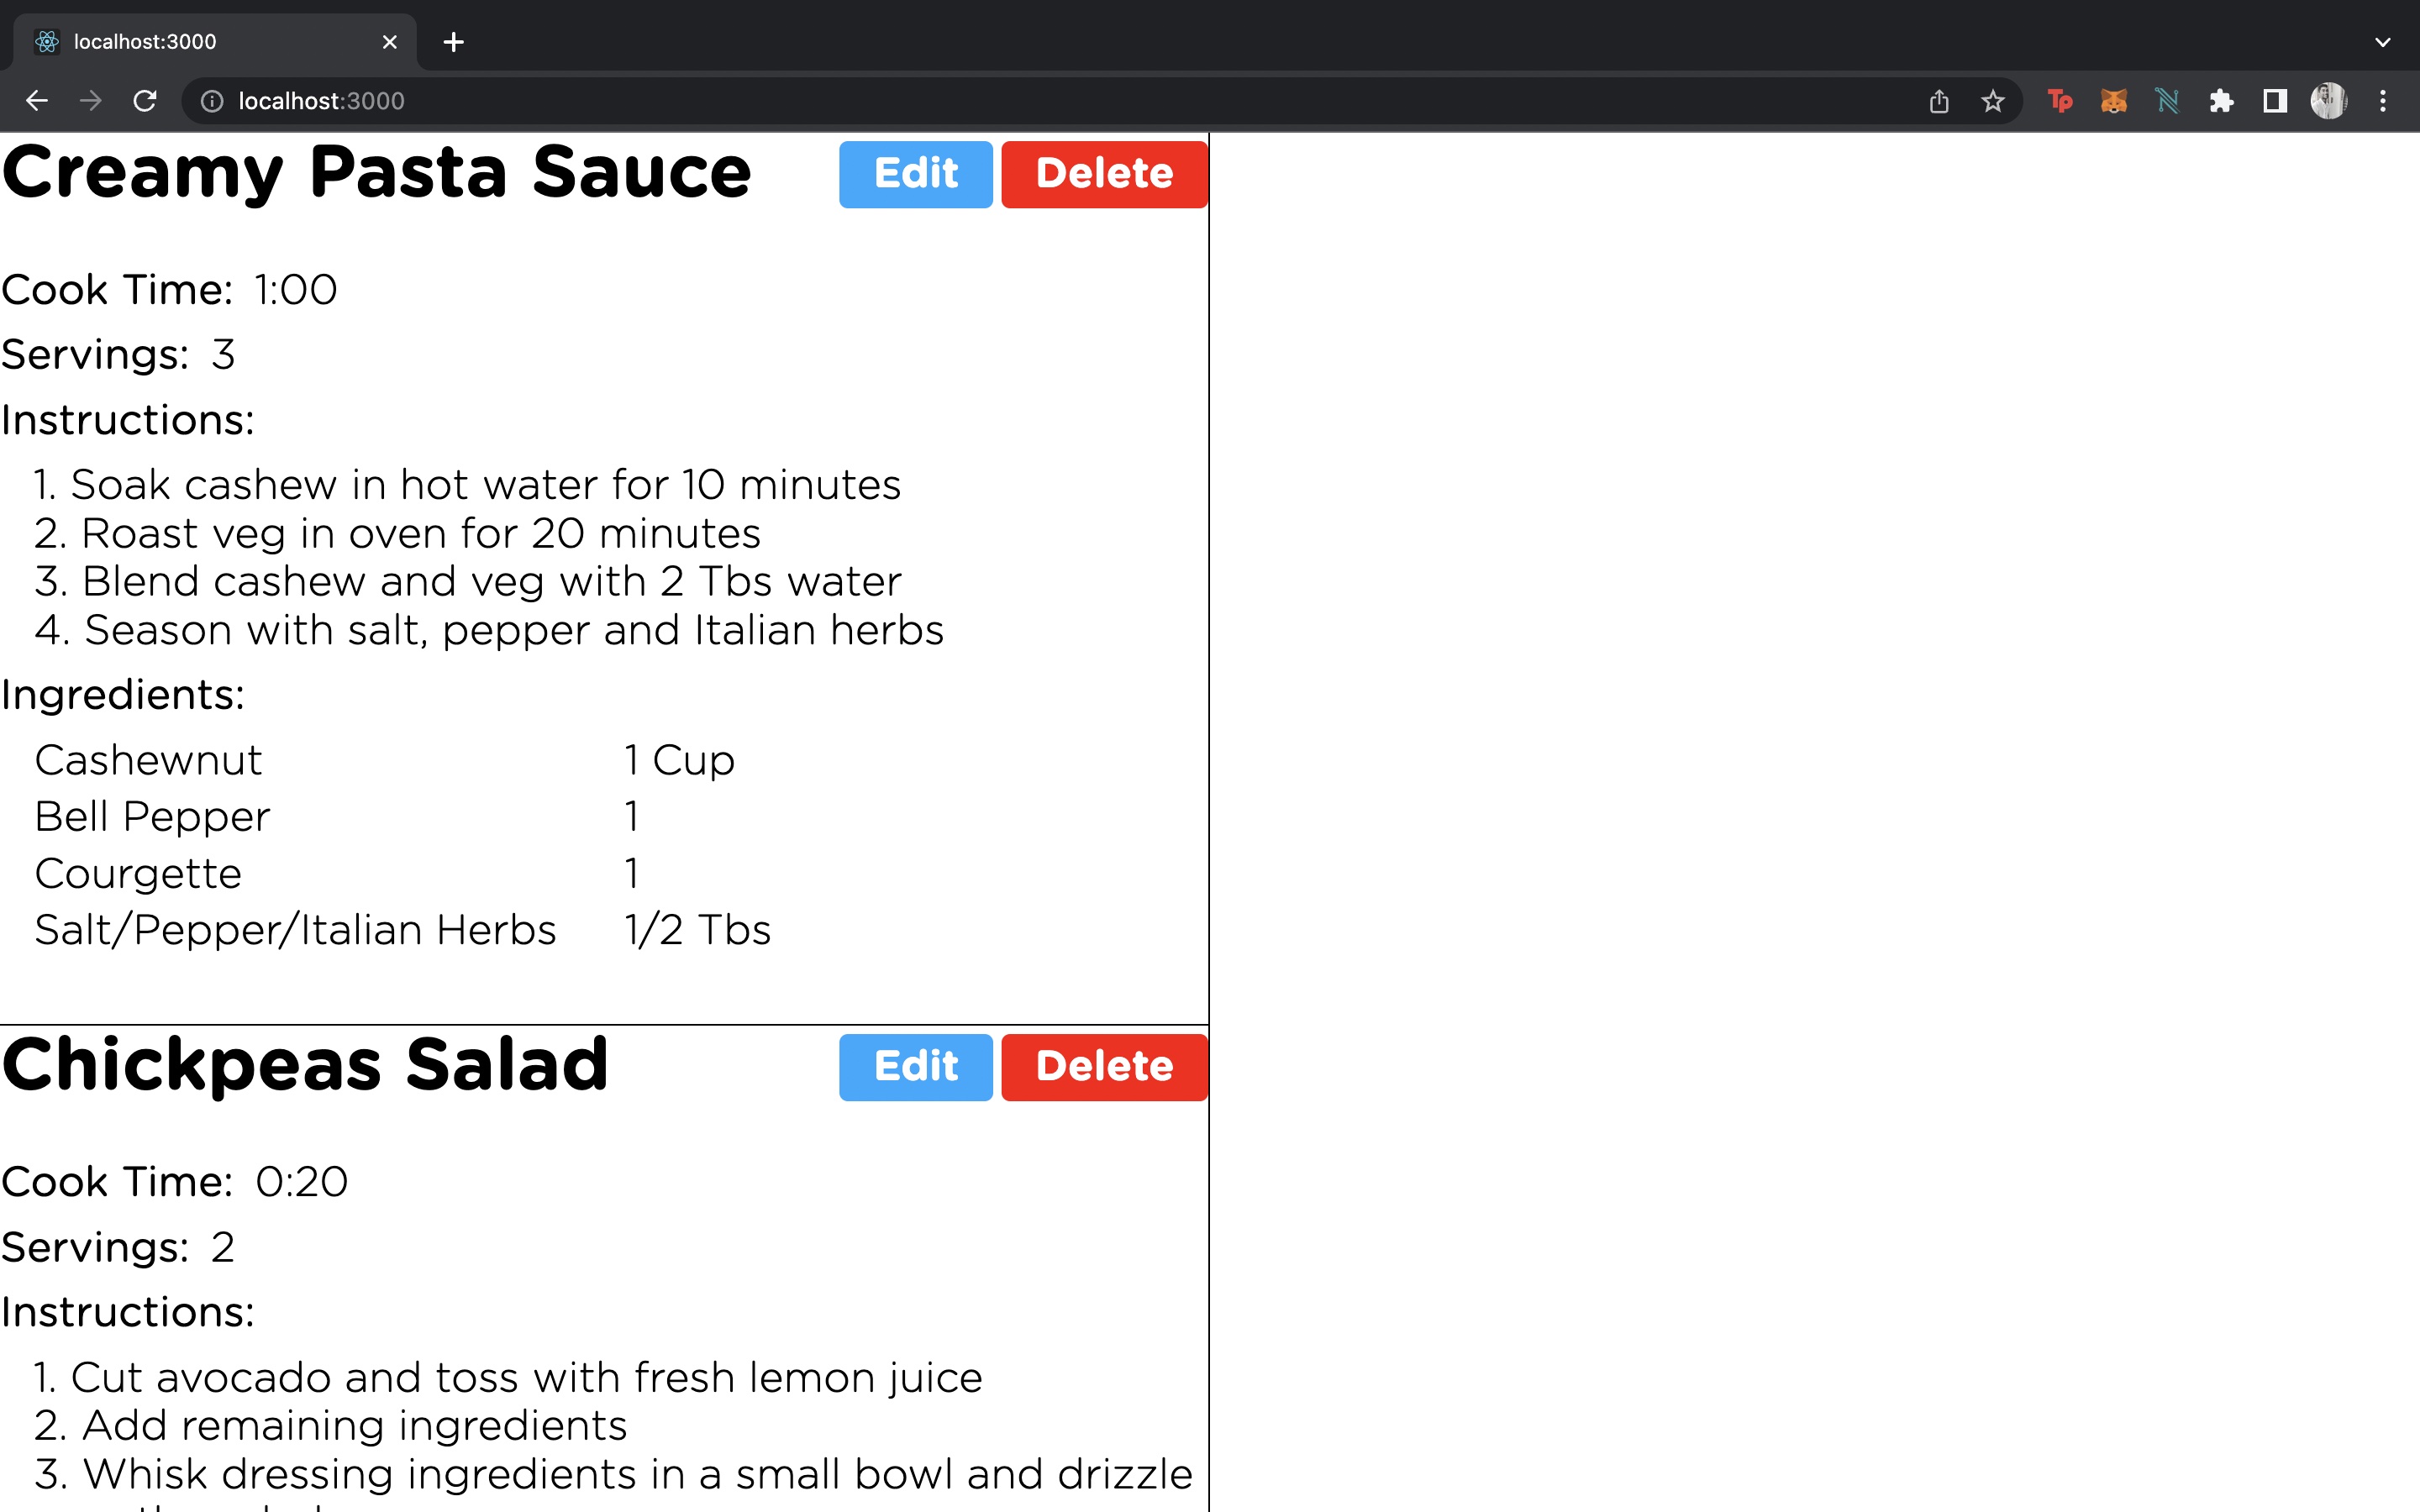 localhost:3000
localhost:3000
Tp
Creamy Pasta Sauce
Edit
Delete
Cook Time: 1:00
Servings: 3
Instructions:
1. Soak cashew in hot water for 10 minutes
2. Roast veg in oven for 20 minutes
3. Blend cashew and veg with 2 Tbs water
4. Season with salt, pepper and Italian herbs
Ingredients:
Cashewnut 1 Cup
Bell Pepper 1
Courgette 1
Salt/Pepper/Italian Herbs 1/2 Tbs
Chickpeas Salad
Edit
Delete
Cook Time: 0:20
Servings: 2
Instructions:
1. Cut avocado and toss with fresh lemon juice
2. Add remaining ingredients
3. Whisk dressing ingredients in a small bowl and drizzle